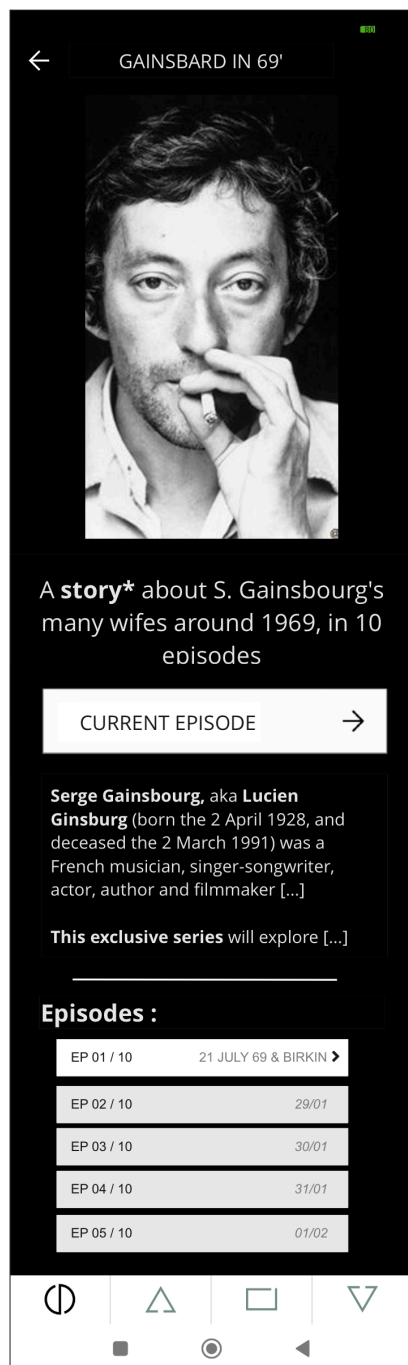 80
GAINSBARD IN 69'
A story* about S. Gainsbourg's
many wifes around 1969, in 10
episodes
CURRENT EPISODE
Serge Gainsbourg, aka Lucien
Ginsburg (born the 2 April 1928, and
deceased the 2 March 1991) was a
French musician, singer-songwriter,
actor, author and filmmaker [...]
This exclusive series will explore [...]
Episodes :
EP 01 / 10 21 JULY 69 & BIRKIN
EP 02 / 10 29/01
EP 03 / 10 30/01
EP 04 / 10 31/01
EP 05 / 10 01/02